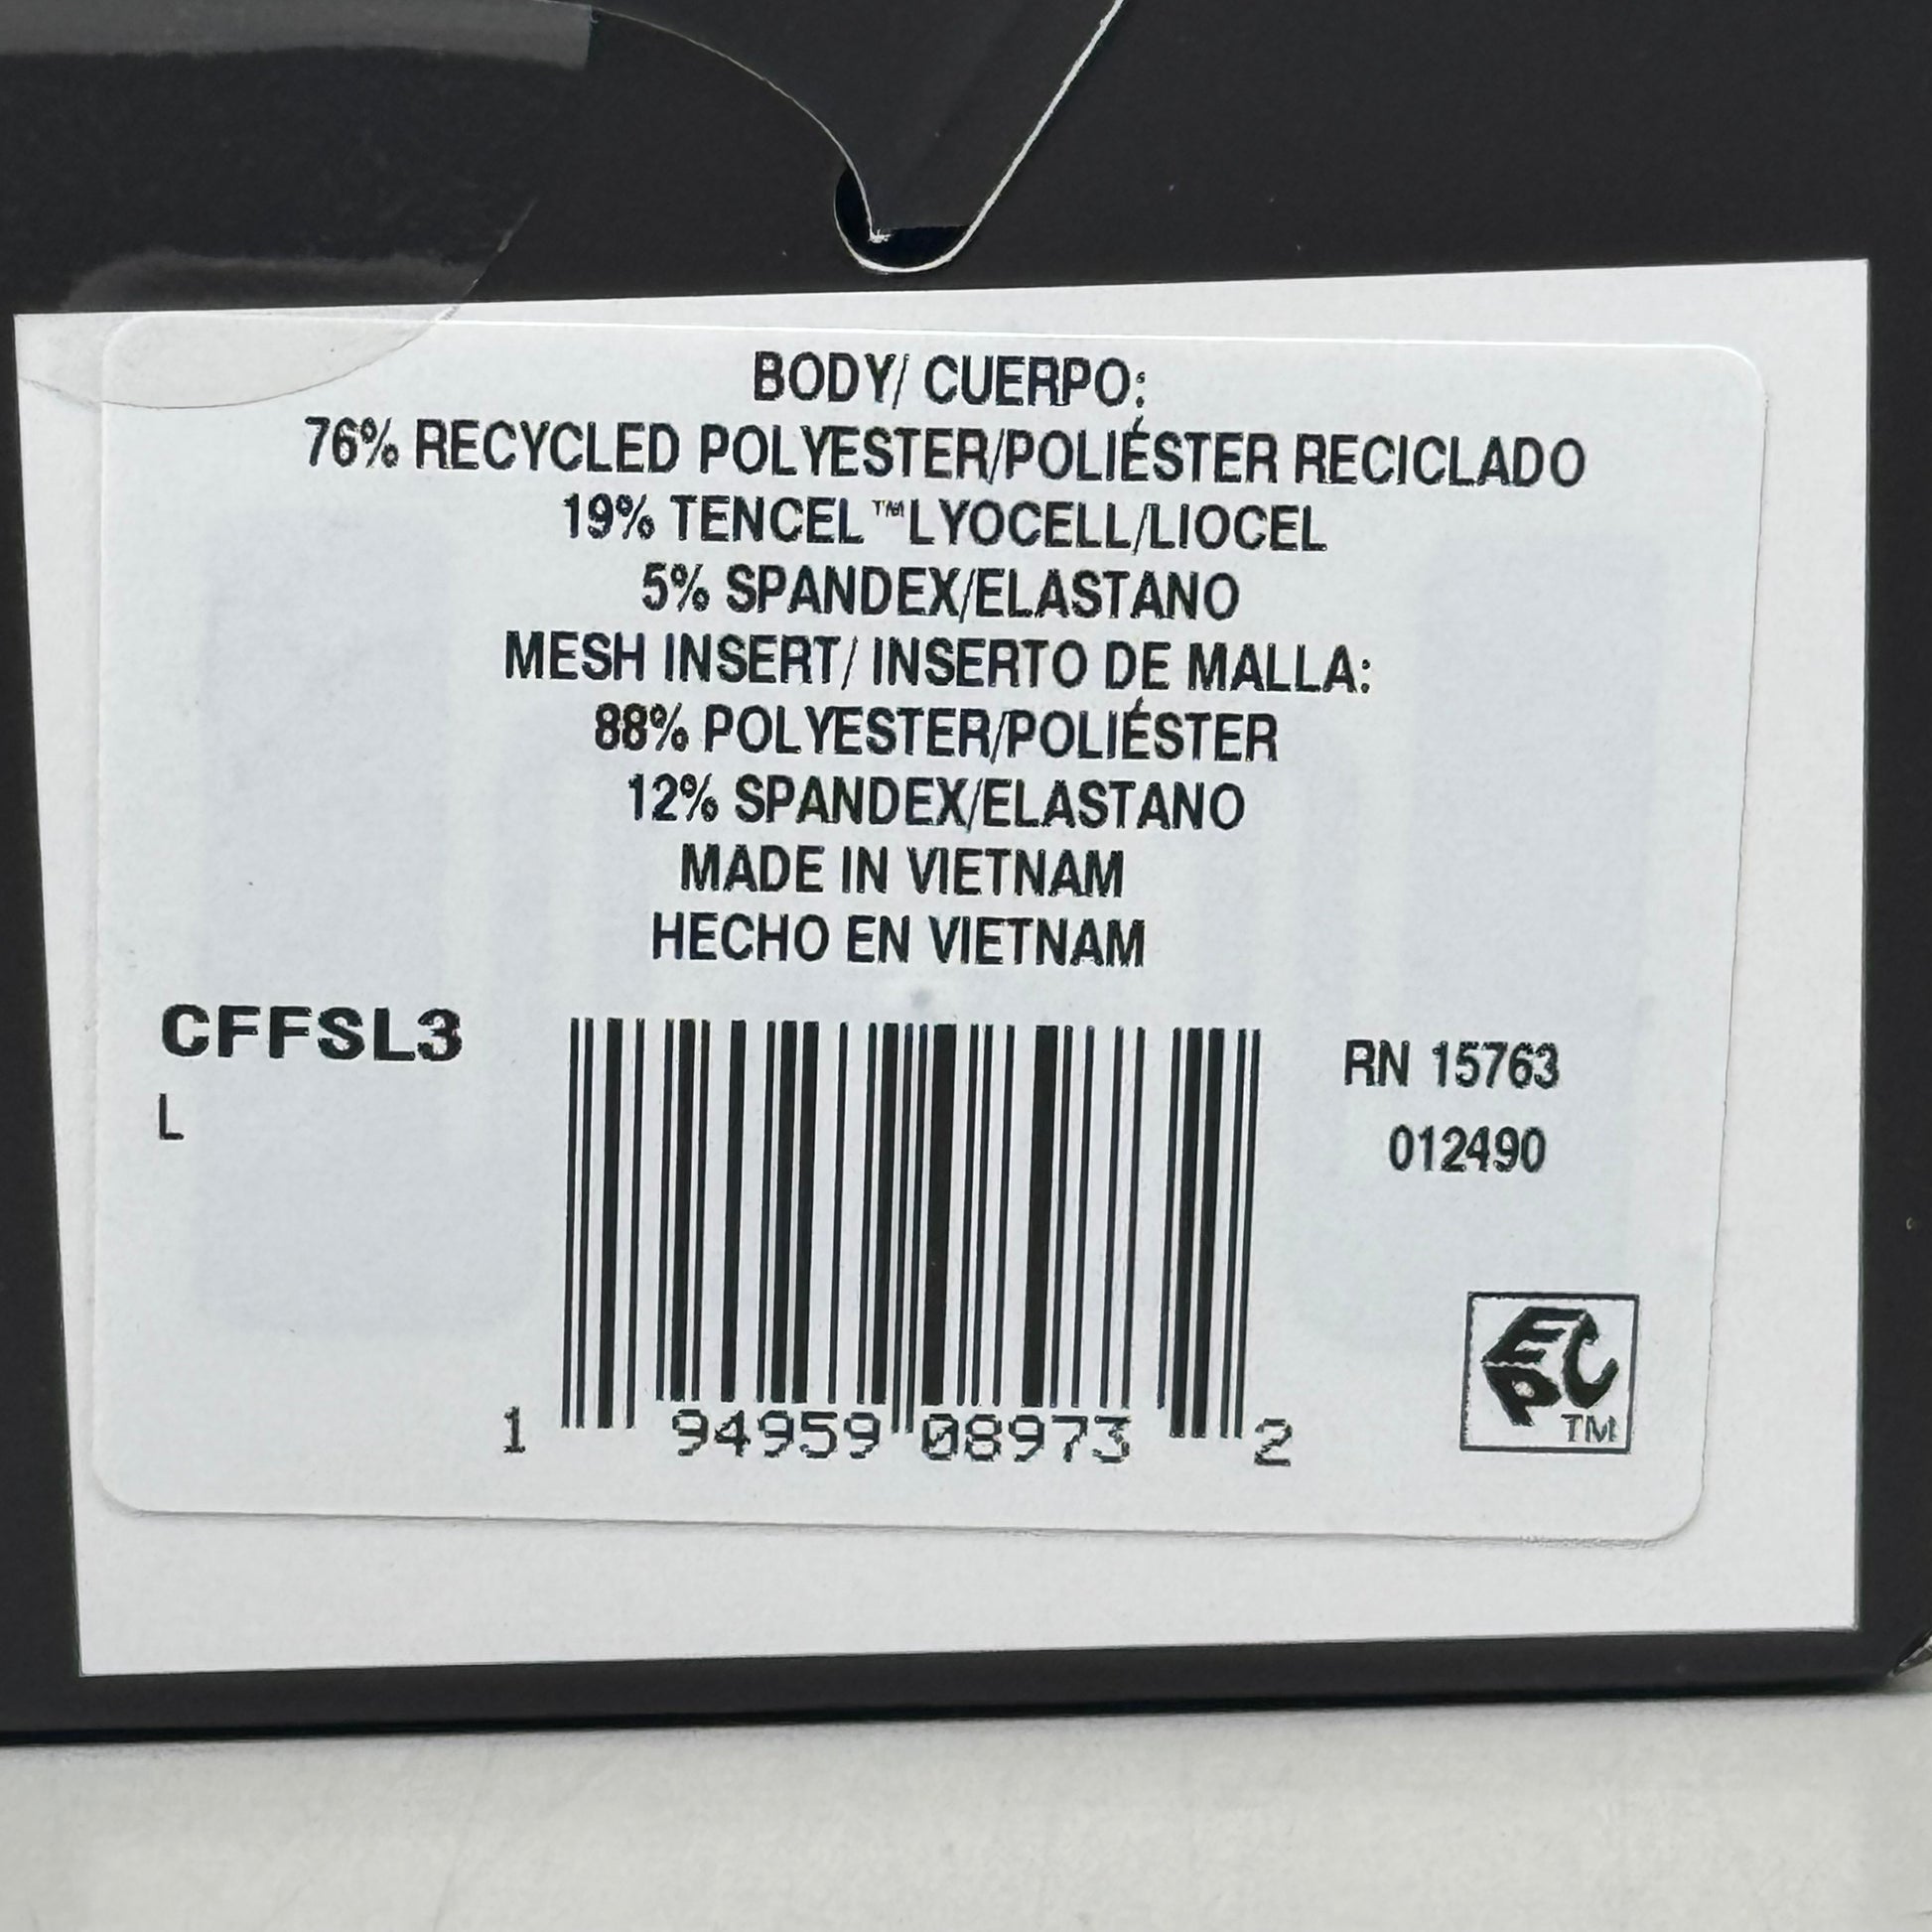 BODY/ CUERPO:
76% RECYCLED POLYESTER/POLIÉSTER RECICLADO
19% TENCEL™LYOCELL/LIOCEL
5% SPANDEX/ELASTANO
MESH INSERT/ INSERTO DE MALLA:
88% POLYESTER/POLIÉSTER
12% SPANDEX/ELASTANO
MADE IN VIETNAM
HECHO EN VIETNAM
CFFSL3
L
RN 15763
012490
1 94959 08973 2
EPC TM